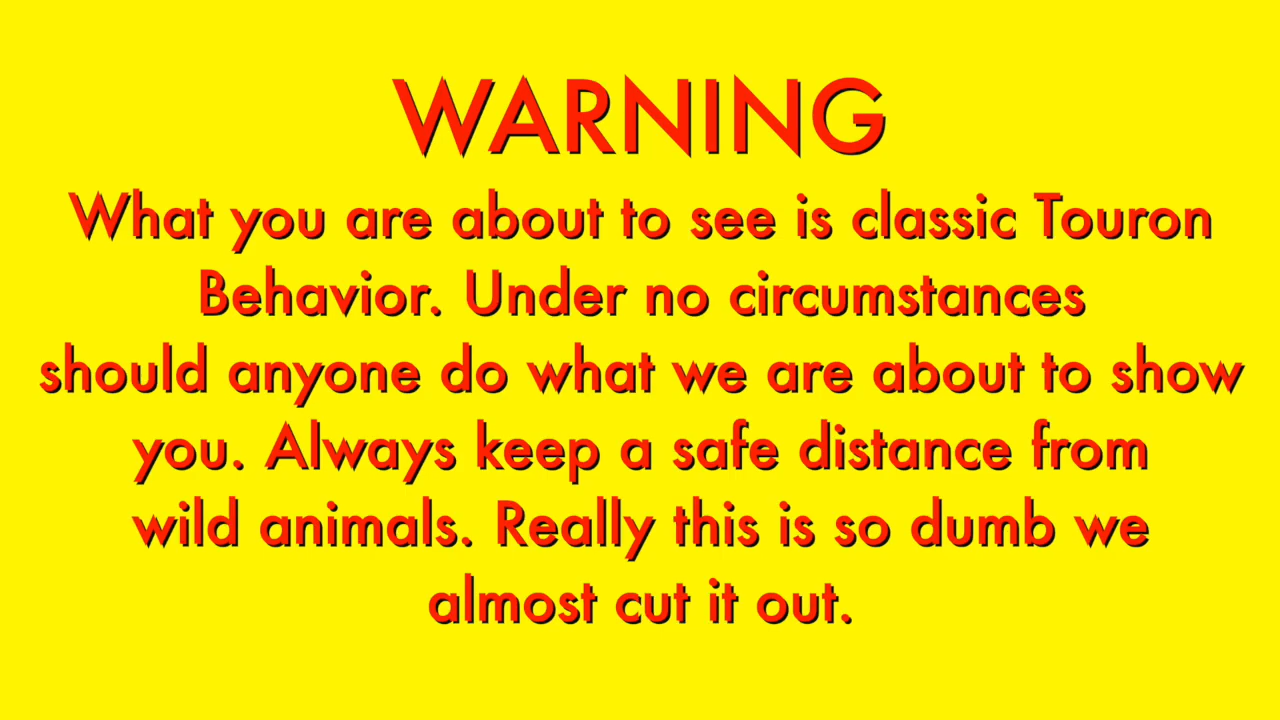 WARNING
What you are about to see is classic Touron
Behavior. Under no circumstances
should anyone do what we are about to show
you. Always keep a safe distance from
wild animals. Really this is so dumb we
almost cut it out.